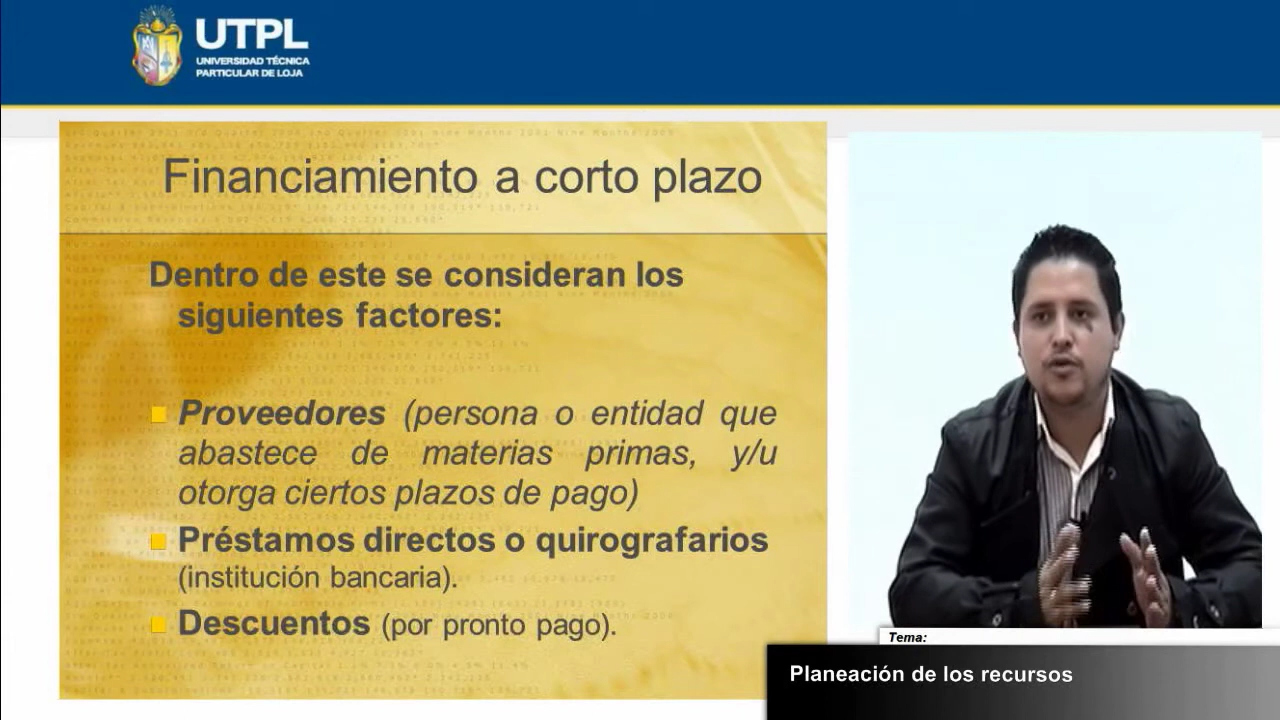 UTPL
UNIVERSIDAD TÉCNICA
PARTICULAR DE LOJA
Financiamiento a corto plazo
Dentro de este se consideran los
siguientes factores:
Proveedores (persona o entidad que
abastece de materias primas, y/u
otorga ciertos plazos de pago)
Préstamos directos o quirografarios
(institución bancaria).
Descuentos (por pronto pago).
Tema:
Planeación de los recursos